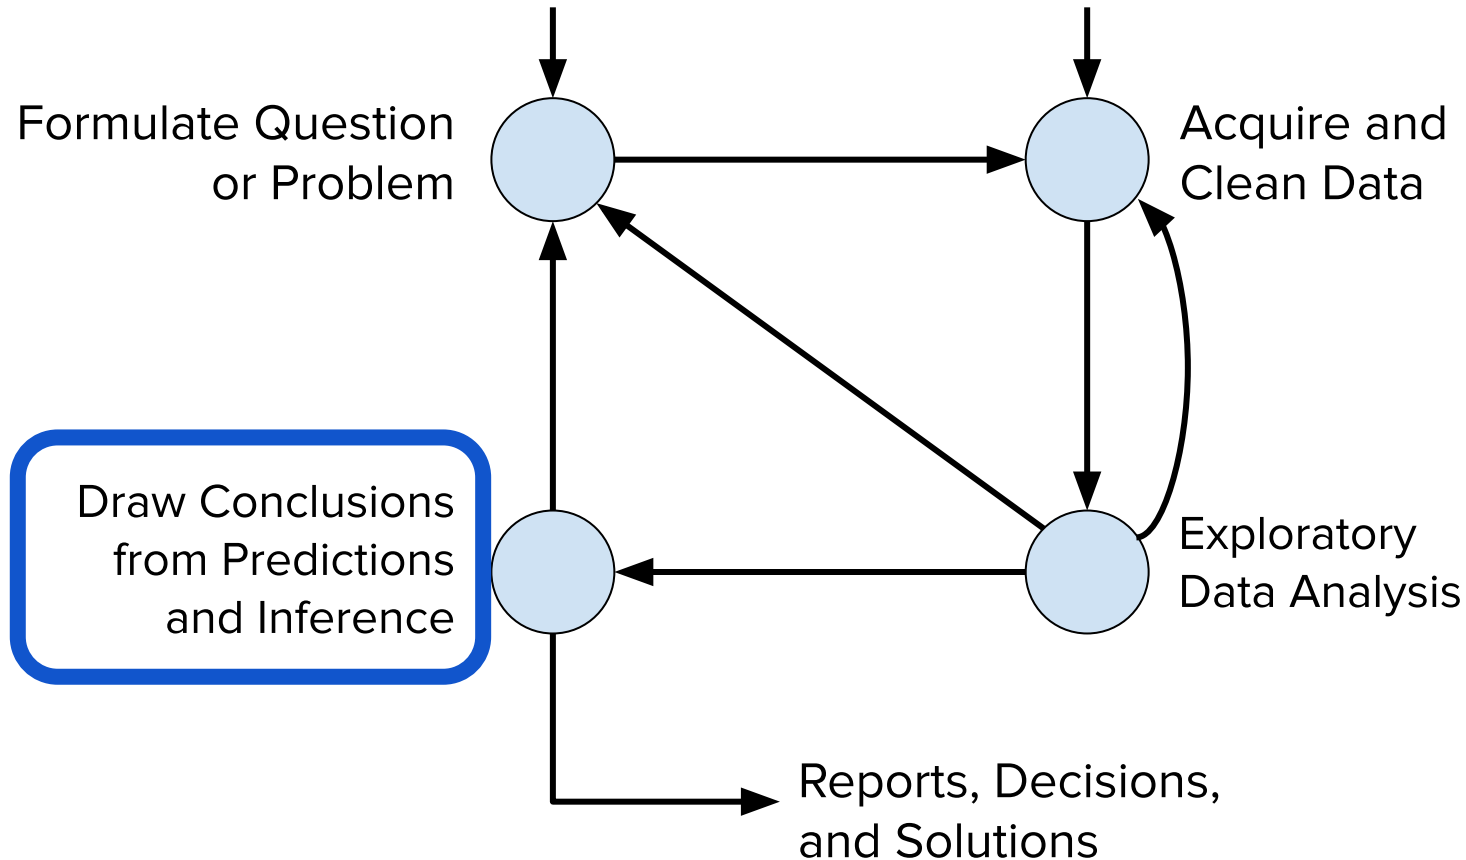 Formulate Question
or Problem
Acquire and
Clean Data
Draw Conclusions
from Predictions
and Inference
Exploratory
Data Analysis
Reports, Decisions,
and Solutions